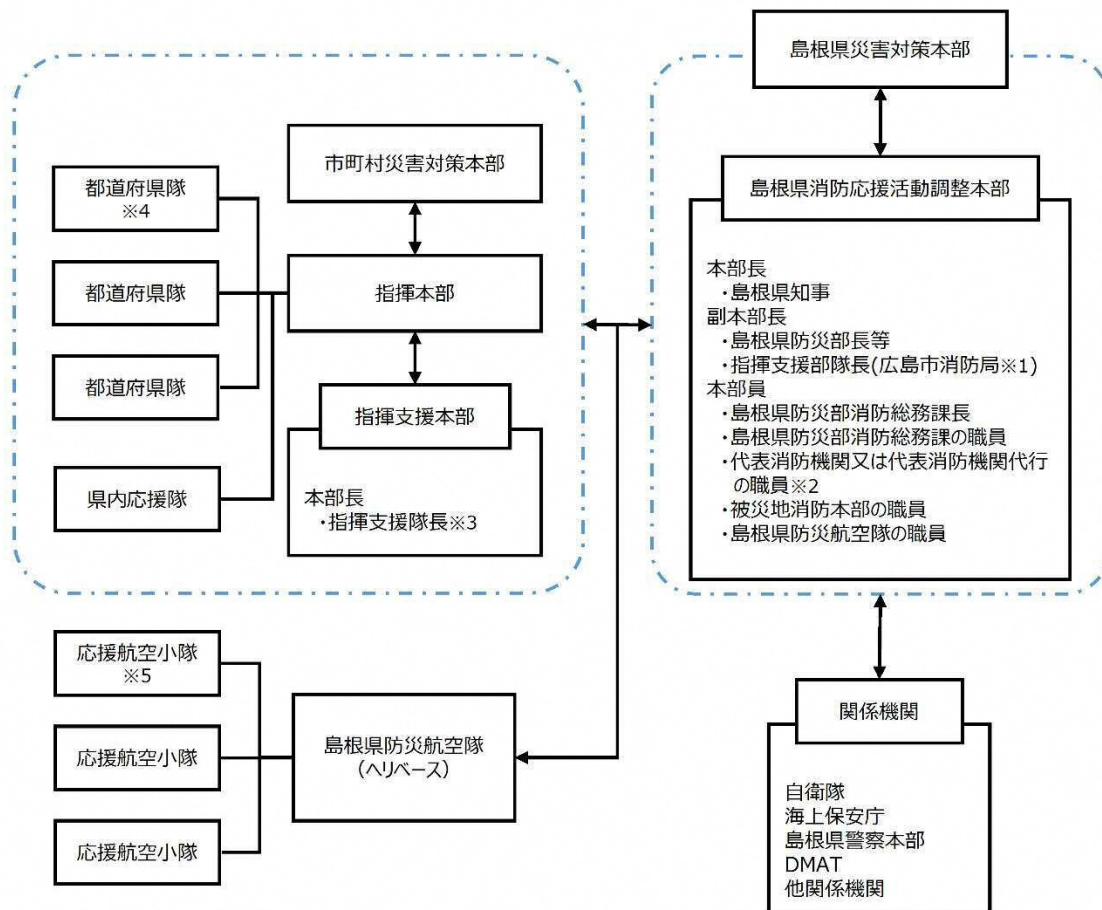 島根県災害対策本部
市町村災害対策本部
都道府県隊
※4
島根県消防応援活動調整本部
都道府県隊
指揮本部
都道府県隊
指揮支援本部
県内応援隊
本部長
・指揮支援隊長※3
本部長
・島根県知事
副本部長
・島根県防災部長等
・指揮支援部隊長(広島市消防局※1)
本部員
・島根県防災部消防総務課長
・島根県防災部消防総務課の職員
・代表消防機関又は代表消防機関代行
の職員※2
・被災地消防本部の職員
・島根県防災航空隊の職員
応援航空小隊
※5
応援航空小隊
応援航空小隊
島根県防災航空隊
(ヘリベース)
関係機関
自衛隊
海上保安庁
島根県警察本部
DMAT
他関係機関